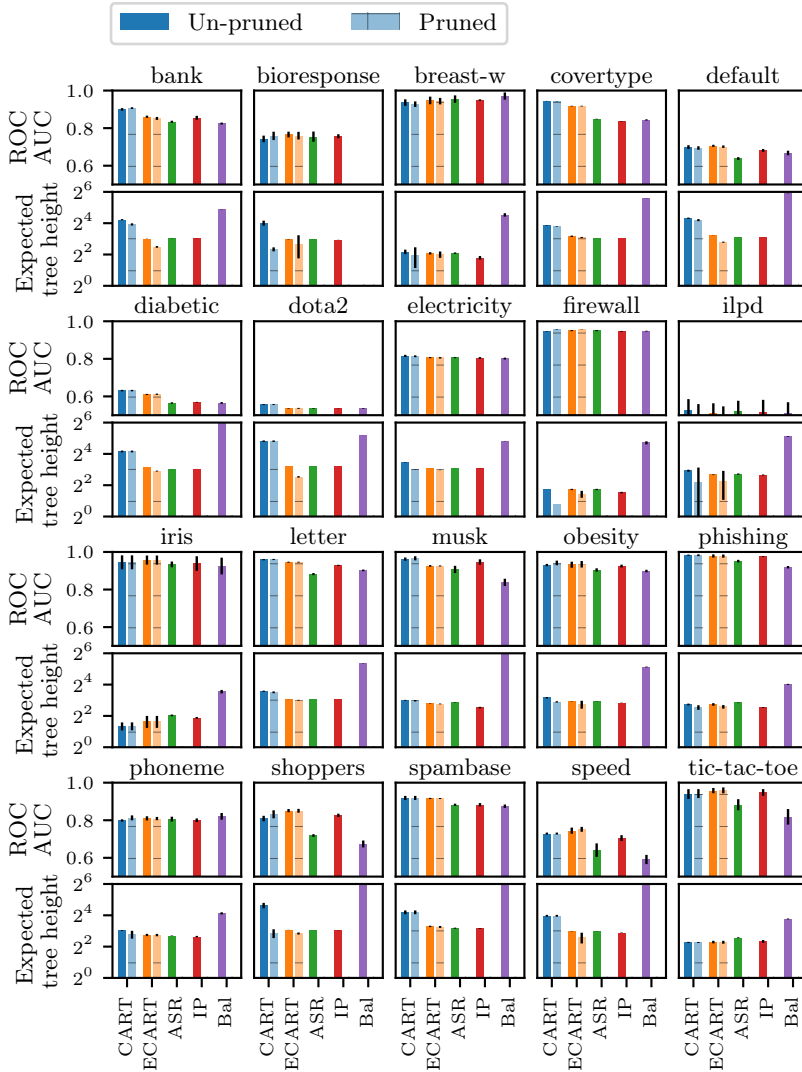 Un-pruned Pruned
bank bioresponse breast-w covertype default
ROC AUC
1.0
0.8
0.6
Expected tree height
2^6
2^4
2^2
2^0
diabetic dota2 electricity firewall ilpd
ROC AUC
1.0
0.8
0.6
Expected tree height
2^6
2^4
2^2
2^0
iris letter musk obesity phishing
ROC AUC
1.0
0.8
0.6
Expected tree height
2^6
2^4
2^2
2^0
phoneme shoppers spambase speed tic-tac-toe
ROC AUC
1.0
0.8
0.6
Expected tree height
2^6
2^4
2^2
2^0
CART ECART ASR IP Bal CART ECART ASR IP Bal CART ECART ASR IP Bal CART ECART ASR IP Bal CART ECART ASR IP Bal